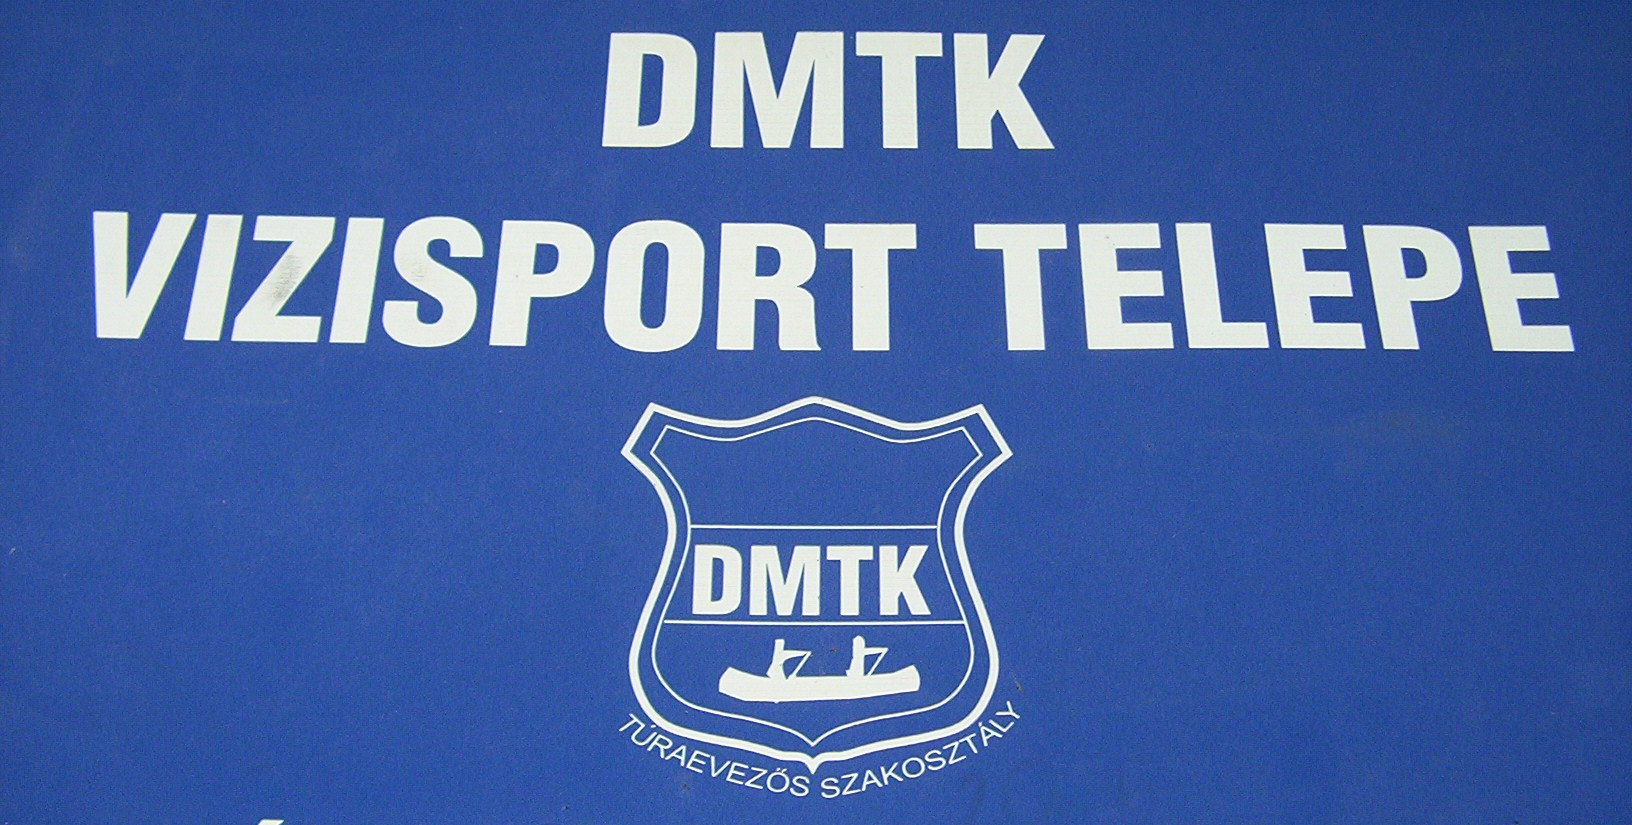 DMTK
VIZISPORT TELEPE
DMTK
TÚRAEVEZŐS SZAKOSZTÁLY